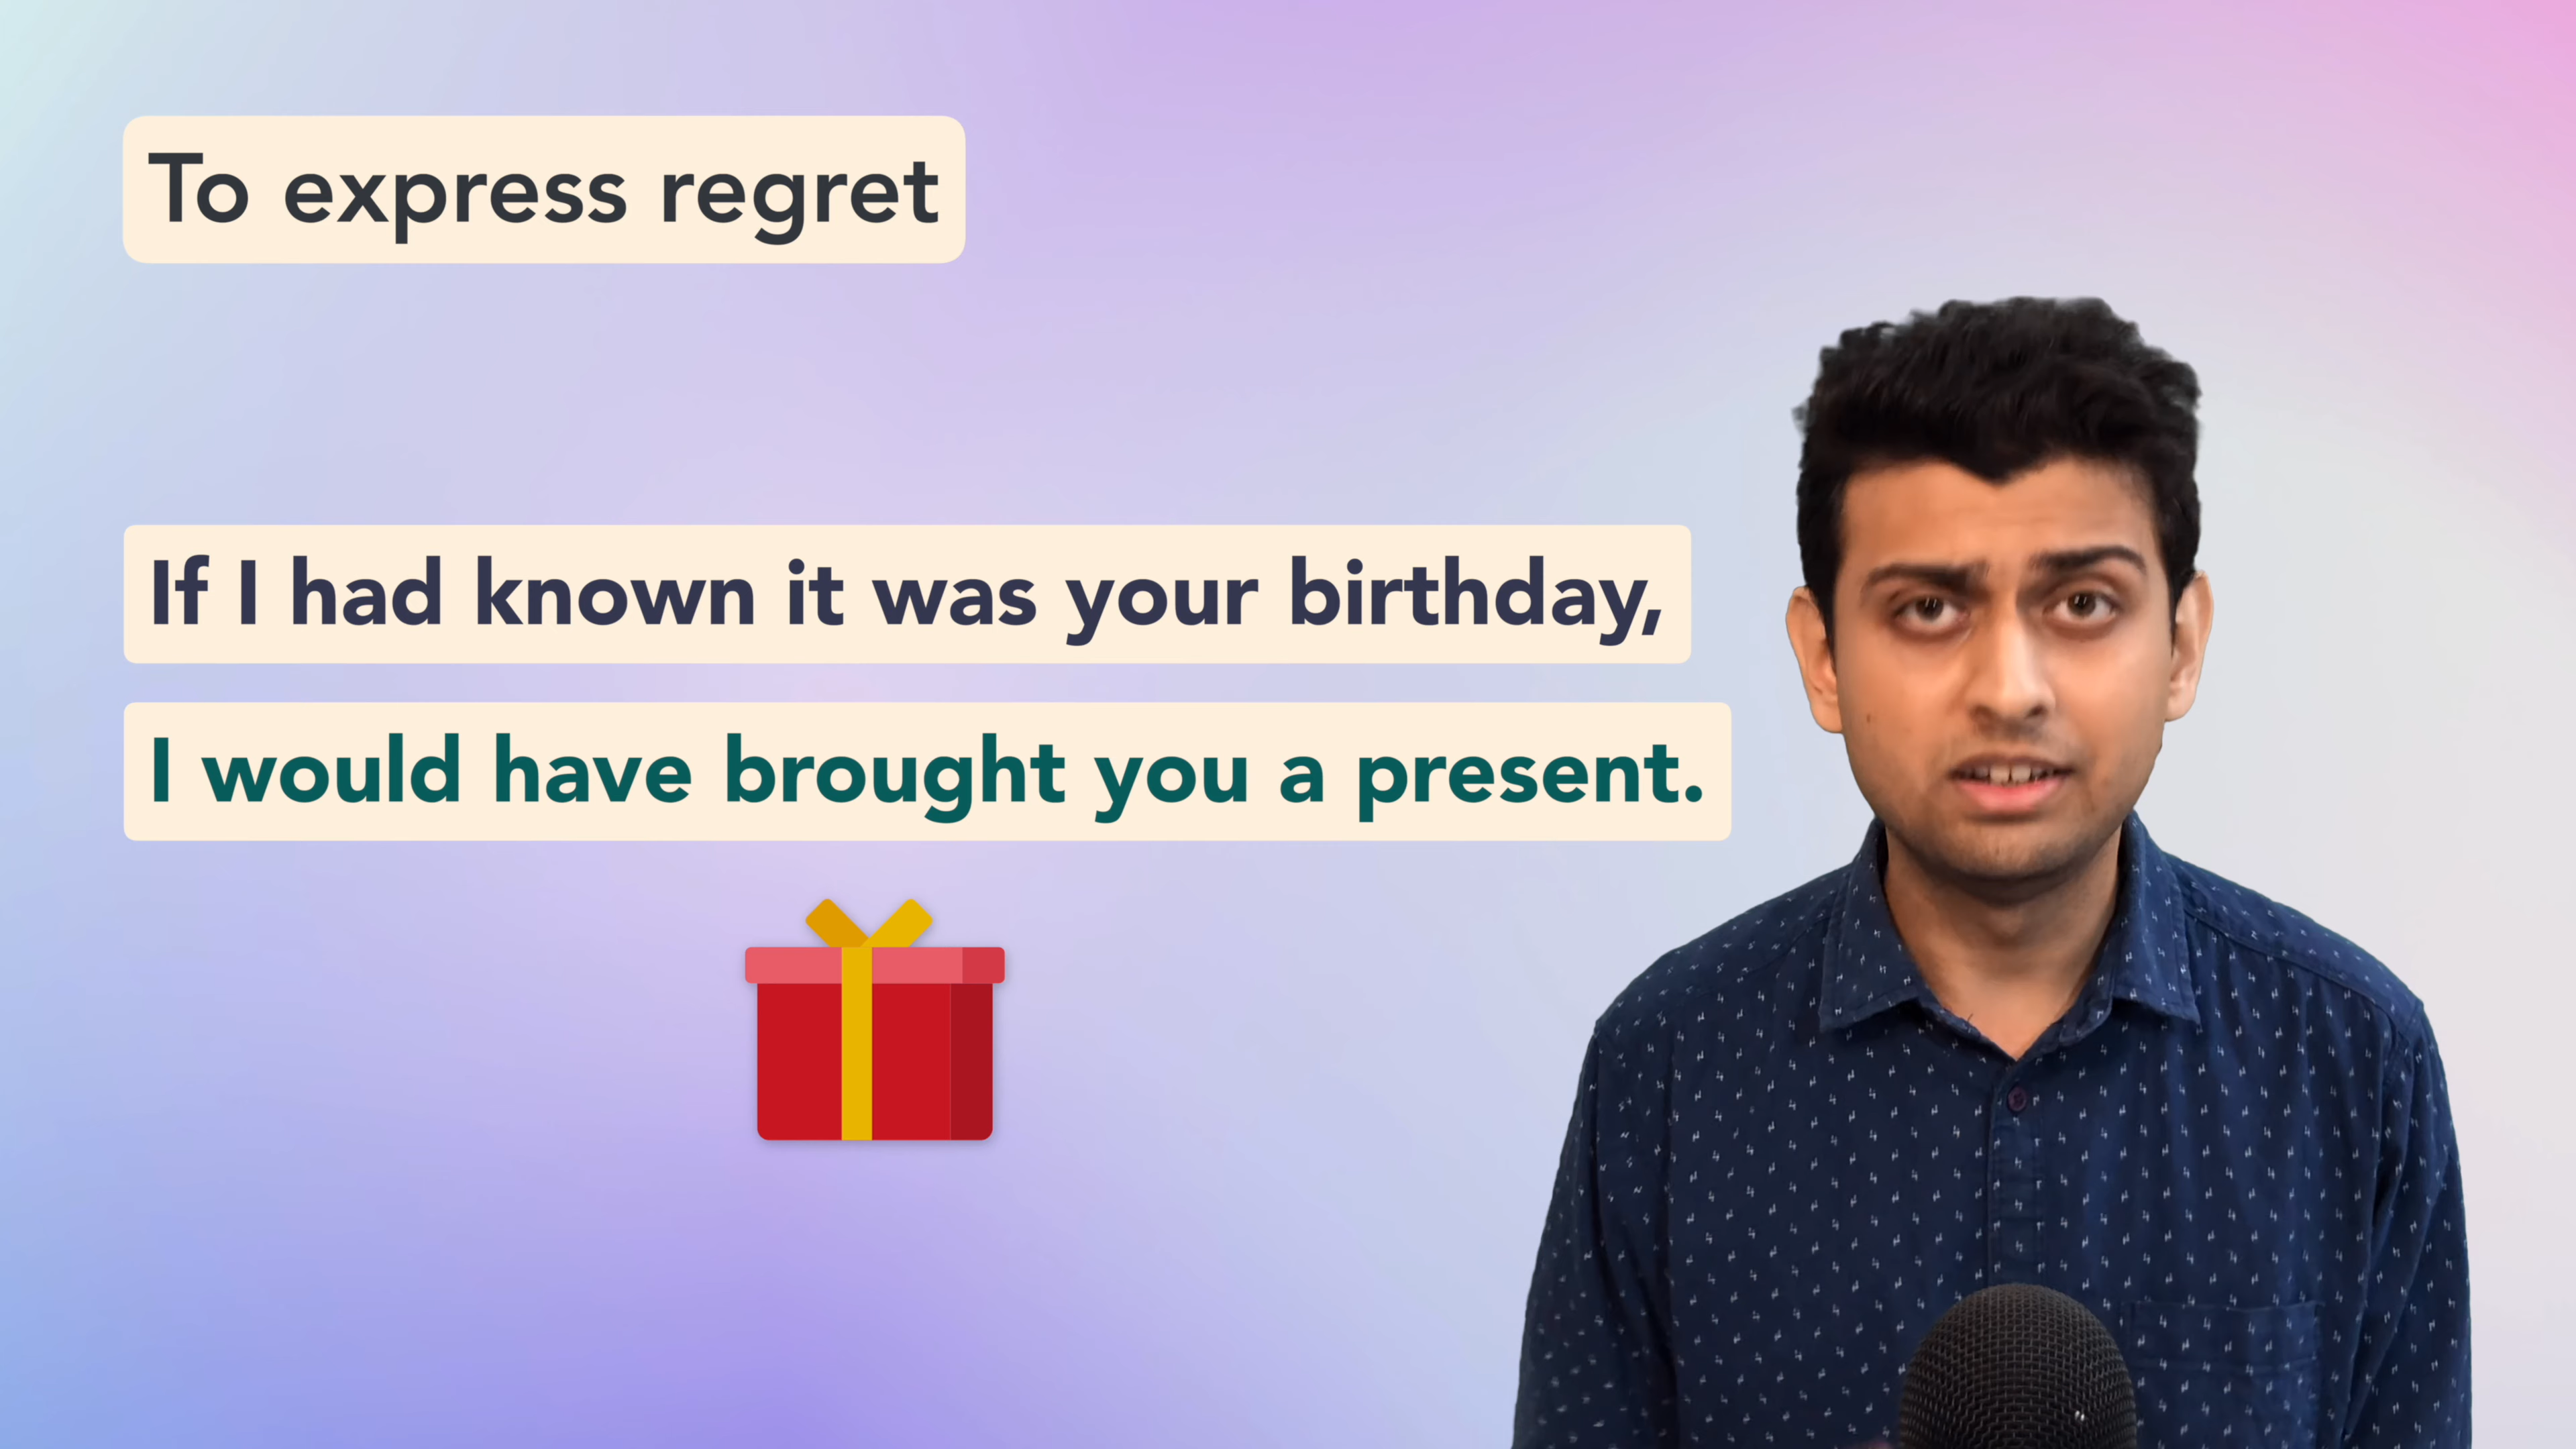 To express regret
If I had known it was your birthday,
I would have brought you a present.